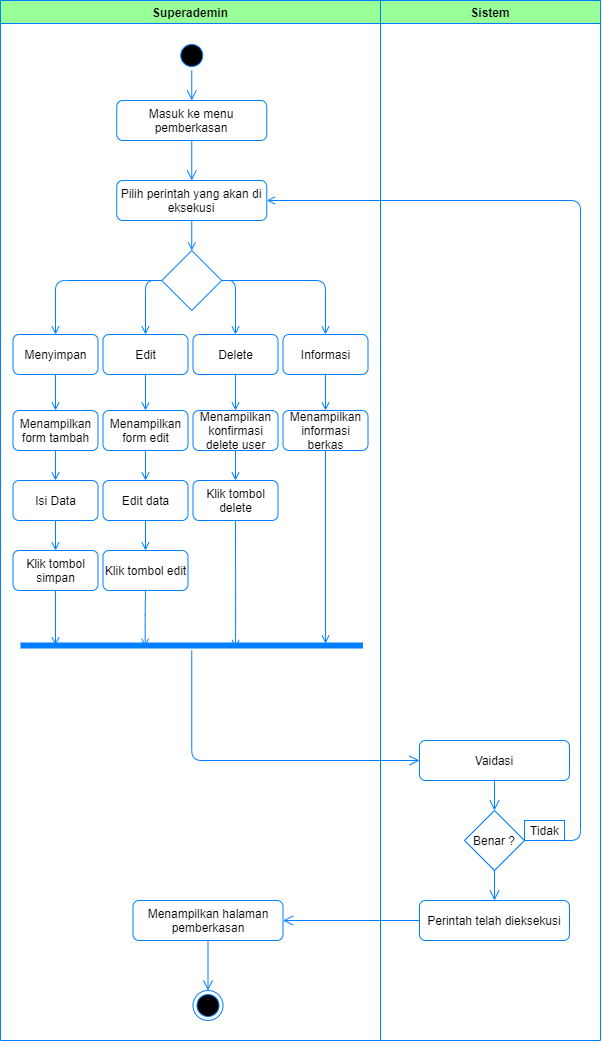 Superademin
Sistem
Masuk ke menu
pemberkasan
Pilih perintah yang akan di
eksekusi
Menyimpan
Edit
Delete
Informasi
Menampilkan
form tambah
Menampilkan
form edit
Menampilkan
konfirmasi
delete user
Menampilkan
informasi
berkas
Isi Data
Edit data
Klik tombol
delete
Klik tombol
simpan
Klik tombol edit
Vaidasi
Benar ?
Tidak
Menampilkan halaman
pemberkasan
Perintah telah dieksekusi